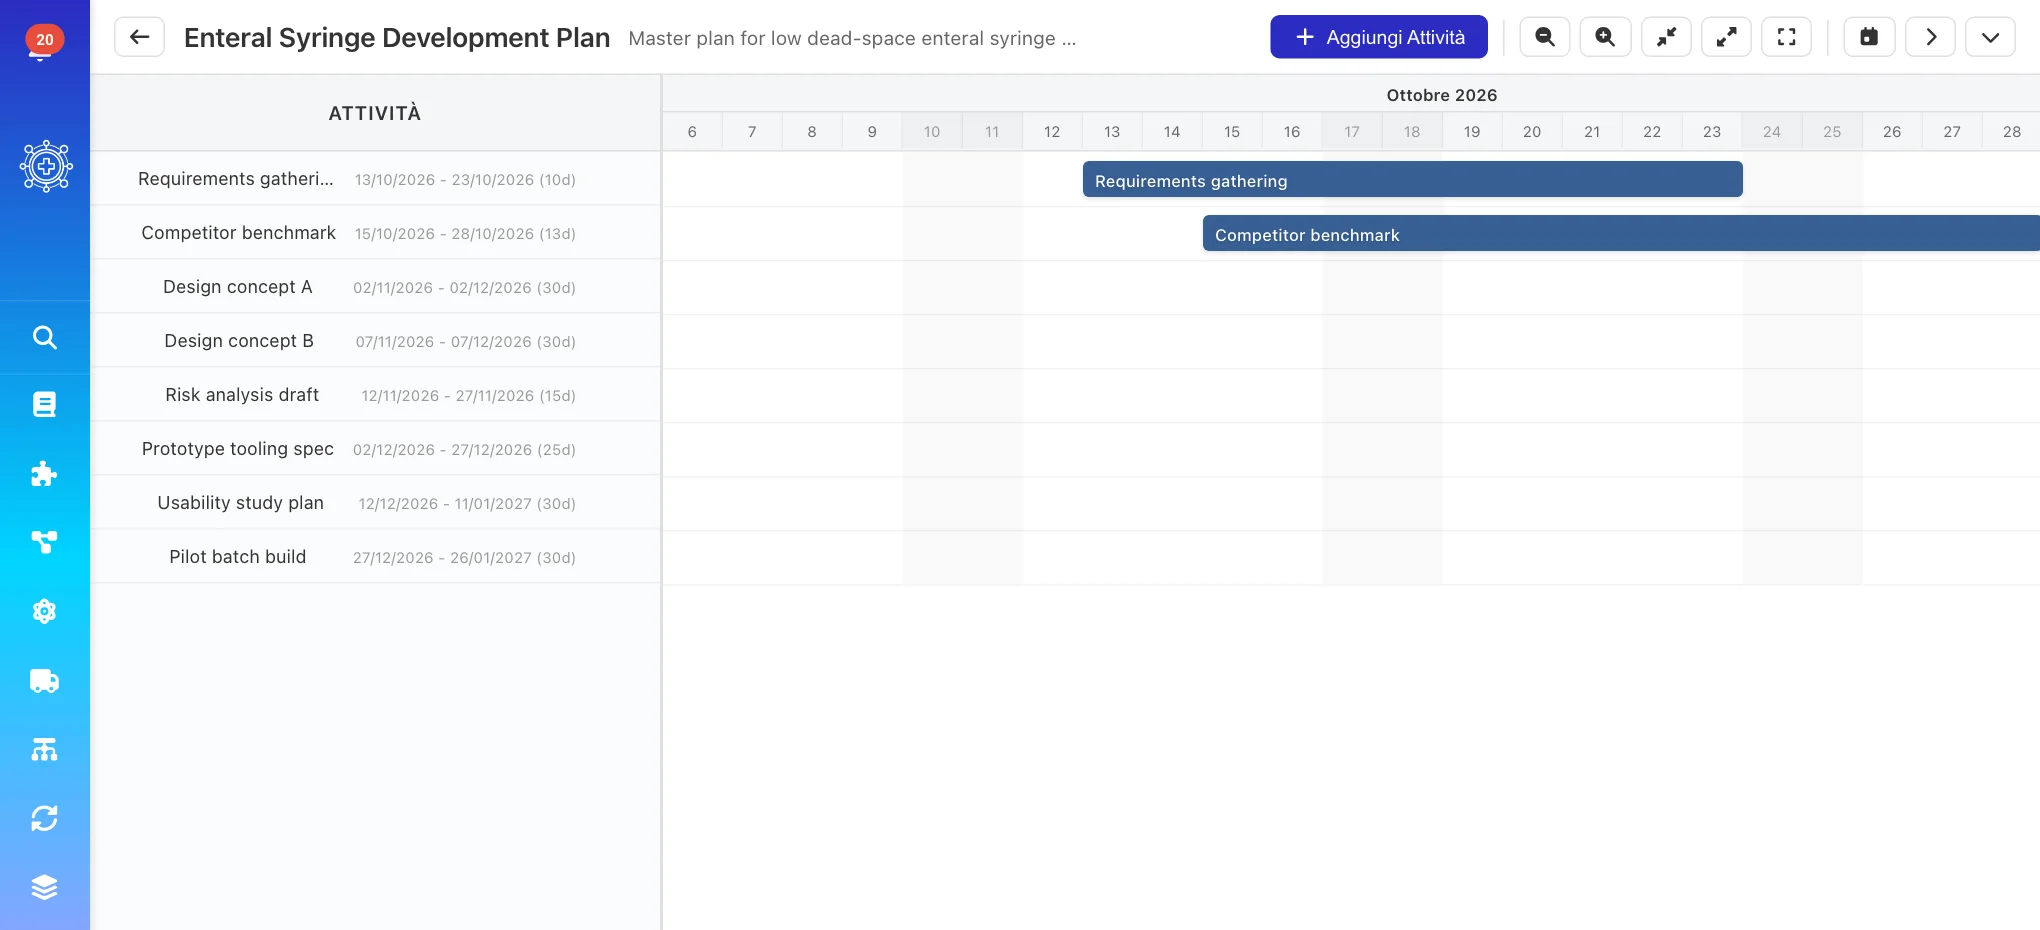 20
Enteral Syringe Development Plan Master plan for low dead-space enteral syringe ...
Aggiungi Attività
ATTIVITÀ
Ottobre 2026
6 7 8 9 10 11 12 13 14 15 16 17 18 19 20 21 22 23 24 25 26 27 28
Requirements gatheri... 13/10/2026 - 23/10/2026 (10d)
Requirements gathering
Competitor benchmark 15/10/2026 - 28/10/2026 (13d)
Competitor benchmark
Design concept A 02/11/2026 - 02/12/2026 (30d)
Design concept B 07/11/2026 - 07/12/2026 (30d)
Risk analysis draft 12/11/2026 - 27/11/2026 (15d)
Prototype tooling spec 02/12/2026 - 27/12/2026 (25d)
Usability study plan 12/12/2026 - 11/01/2027 (30d)
Pilot batch build 27/12/2026 - 26/01/2027 (30d)